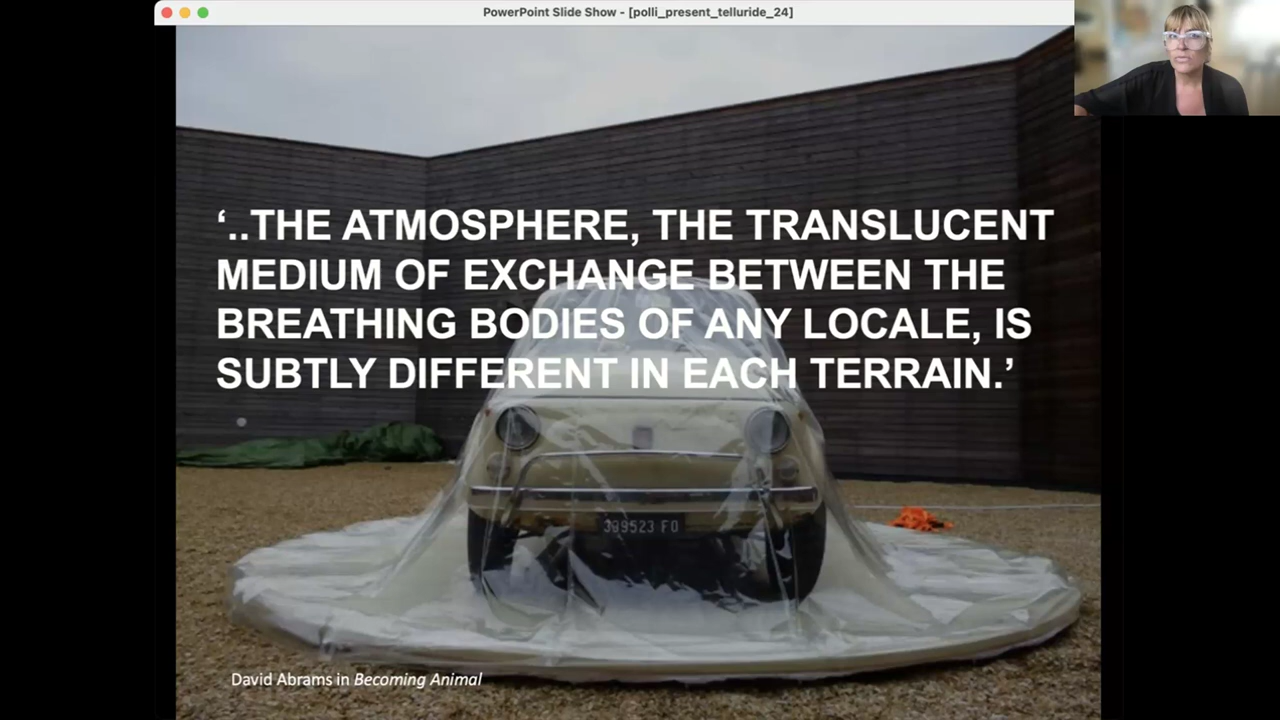 PowerPoint Slide Show - [polli_present_telluride_24]
‘..THE ATMOSPHERE, THE TRANSLUCENT
MEDIUM OF EXCHANGE BETWEEN THE
BREATHING BODIES OF ANY LOCALE, IS
SUBTLY DIFFERENT IN EACH TERRAIN.’
339523 FO
David Abrams in Becoming Animal